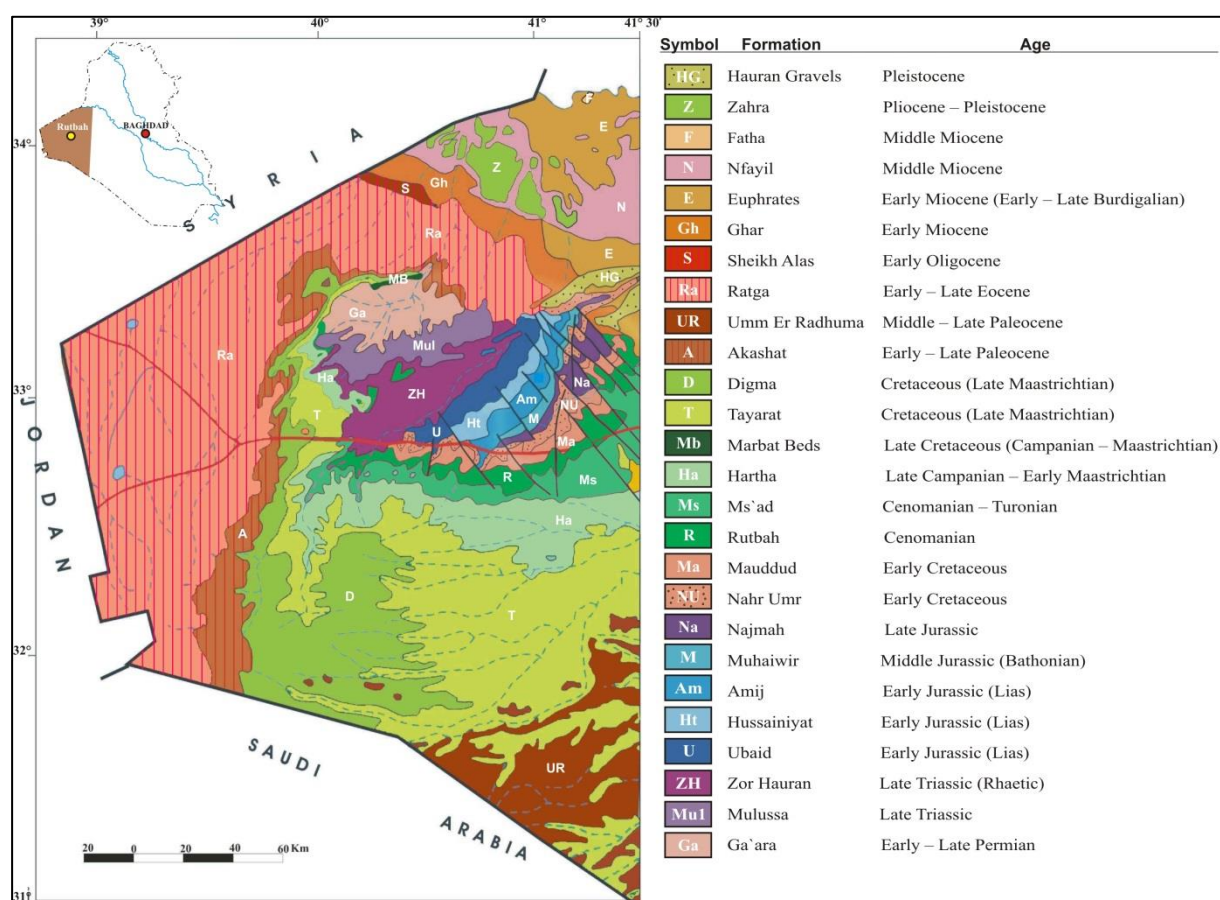 39°
40°
41°
41° 30'
34°
33°
32°
31°
Rutbah
BAGHDAD
SYRIA
JORDAN
SAUDI
ARABIA
F
E
Z
N
Gh
S
Ra
E
HG
MB
Ga
Mul
Ra
Ha
ZH
Na
Am
NU
T
Ht
M
U
Ma
R
Ms
A
Ha
D
T
UR
20 0 20 40 60 Km
Symbol Formation Age
HG Hauran Gravels Pleistocene
Z Zahra Pliocene – Pleistocene
F Fatha Middle Miocene
N Nfayil Middle Miocene
E Euphrates Early Miocene (Early – Late Burdigalian)
Gh Ghar Early Miocene
S Sheikh Alas Early Oligocene
Ra Ratga Early – Late Eocene
UR Umm Er Radhuma Middle – Late Paleocene
A Akashat Early – Late Paleocene
D Digma Cretaceous (Late Maastrichtian)
T Tayarat Cretaceous (Late Maastrichtian)
Mb Marbat Beds Late Cretaceous (Campanian – Maastrichtian)
Ha Hartha Late Campanian – Early Maastrichtian
Ms Ms`ad Cenomanian – Turonian
R Rutbah Cenomanian
Ma Mauddud Early Cretaceous
NU Nahr Umr Early Cretaceous
Na Najmah Late Jurassic
M Muhaiwir Middle Jurassic (Bathonian)
Am Amij Early Jurassic (Lias)
Ht Hussainiyat Early Jurassic (Lias)
U Ubaid Early Jurassic (Lias)
ZH Zor Hauran Late Triassic (Rhaetic)
Mu1 Mulussa Late Triassic
Ga Ga`ara Early – Late Permian